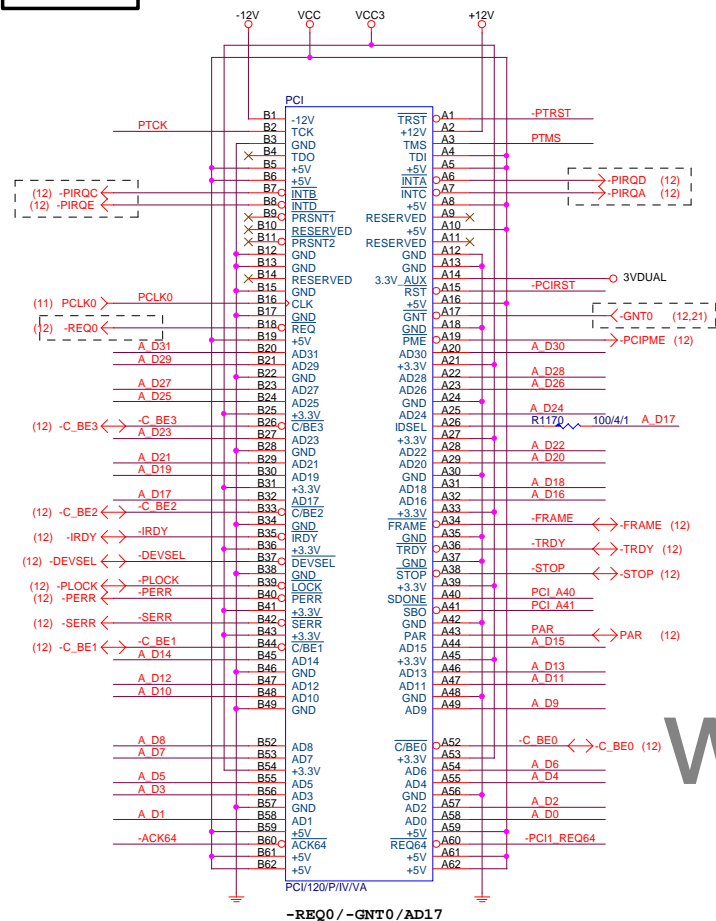 -12V VCC VCC3 +12V
PCI
B1 -12V TRST A1 -PTRST
PTCK B2 TCK +12V A2
B3 GND TMS A3 PTMS
B4 TDO TDI A4
B5 +5V +5V A5
B6 +5V INTA A6 -PIRQD (12)
(12) -PIRQC B7 INTB INTC A7 -PIRQA (12)
(12) -PIRQE B8 INTD +5V A8
B9 PRSNT1 RESERVED A9
B10 RESERVED +5V A10
B11 PRSNT2 RESERVED A11
B12 GND GND A12
B13 GND GND A13
B14 RESERVED 3.3V_AUX A14 3VDUAL
B15 GND RST A15 -PCIRST
(11) PCLK0 PCLK0 B16 CLK +5V A16
B17 GND GNT A17 -GNT0 (12,21)
(12) -REQ0 B18 REQ GND A18
B19 +5V PME A19 -PCIPME (12)
A_D31 B20 AD31 AD30 A20 A_D30
A_D29 B21 AD29 +3.3V A21
B22 GND AD28 A22 A_D28
A_D27 B23 AD27 AD26 A23 A_D26
A_D25 B24 AD25 GND A24
B25 +3.3V AD24 A25 A_D24
(12) -C_BE3 -C_BE3 B26 C/BE3 IDSEL A26 R1170 100/4/1 A_D17
A_D23 B27 AD23 +3.3V A27
B28 GND AD22 A28 A_D22
A_D21 B29 AD21 AD20 A29 A_D20
A_D19 B30 AD19 GND A30
B31 +3.3V AD18 A31 A_D18
A_D17 B32 AD17 AD16 A32 A_D16
(12) -C_BE2 -C_BE2 B33 C/BE2 +3.3V A33
B34 GND FRAME A34 -FRAME -FRAME (12)
(12) -IRDY -IRDY B35 IRDY GND A35
B36 +3.3V TRDY A36 -TRDY -TRDY (12)
(12) -DEVSEL -DEVSEL B37 DEVSEL GND A37
B38 GND STOP A38 -STOP -STOP (12)
(12) -PLOCK -PLOCK B39 LOCK +3.3V A39
(12) -PERR -PERR B40 PERR SDONE A40 PCI_A40
B41 +3.3V SBO A41 PCI_A41
(12) -SERR -SERR B42 SERR GND A42
B43 +3.3V PAR A43 PAR PAR (12)
(12) -C_BE1 -C_BE1 B44 C/BE1 AD15 A44 A_D15
A_D14 B45 AD14 +3.3V A45
B46 GND AD13 A46 A_D13
A_D12 B47 AD12 AD11 A47 A_D11
A_D10 B48 AD10 GND A48
B49 GND AD9 A49 A_D9
A_D8 B52 AD8 C/BE0 A52 -C_BE0 -C_BE0 (12)
A_D7 B53 AD7 +3.3V A53
B54 +3.3V AD6 A54 A_D6
A_D5 B55 AD5 AD4 A55 A_D4
A_D3 B56 AD3 GND A56
B57 GND AD2 A57 A_D2
A_D1 B58 AD1 AD0 A58 A_D0
B59 +5V +5V A59
-ACK64 B60 ACK64 REQ64 A60 -PCI1_REQ64
B61 +5V +5V A61
B62 +5V +5V A62
PCI/120/P/IV/VA
-REQ0/-GNT0/AD17